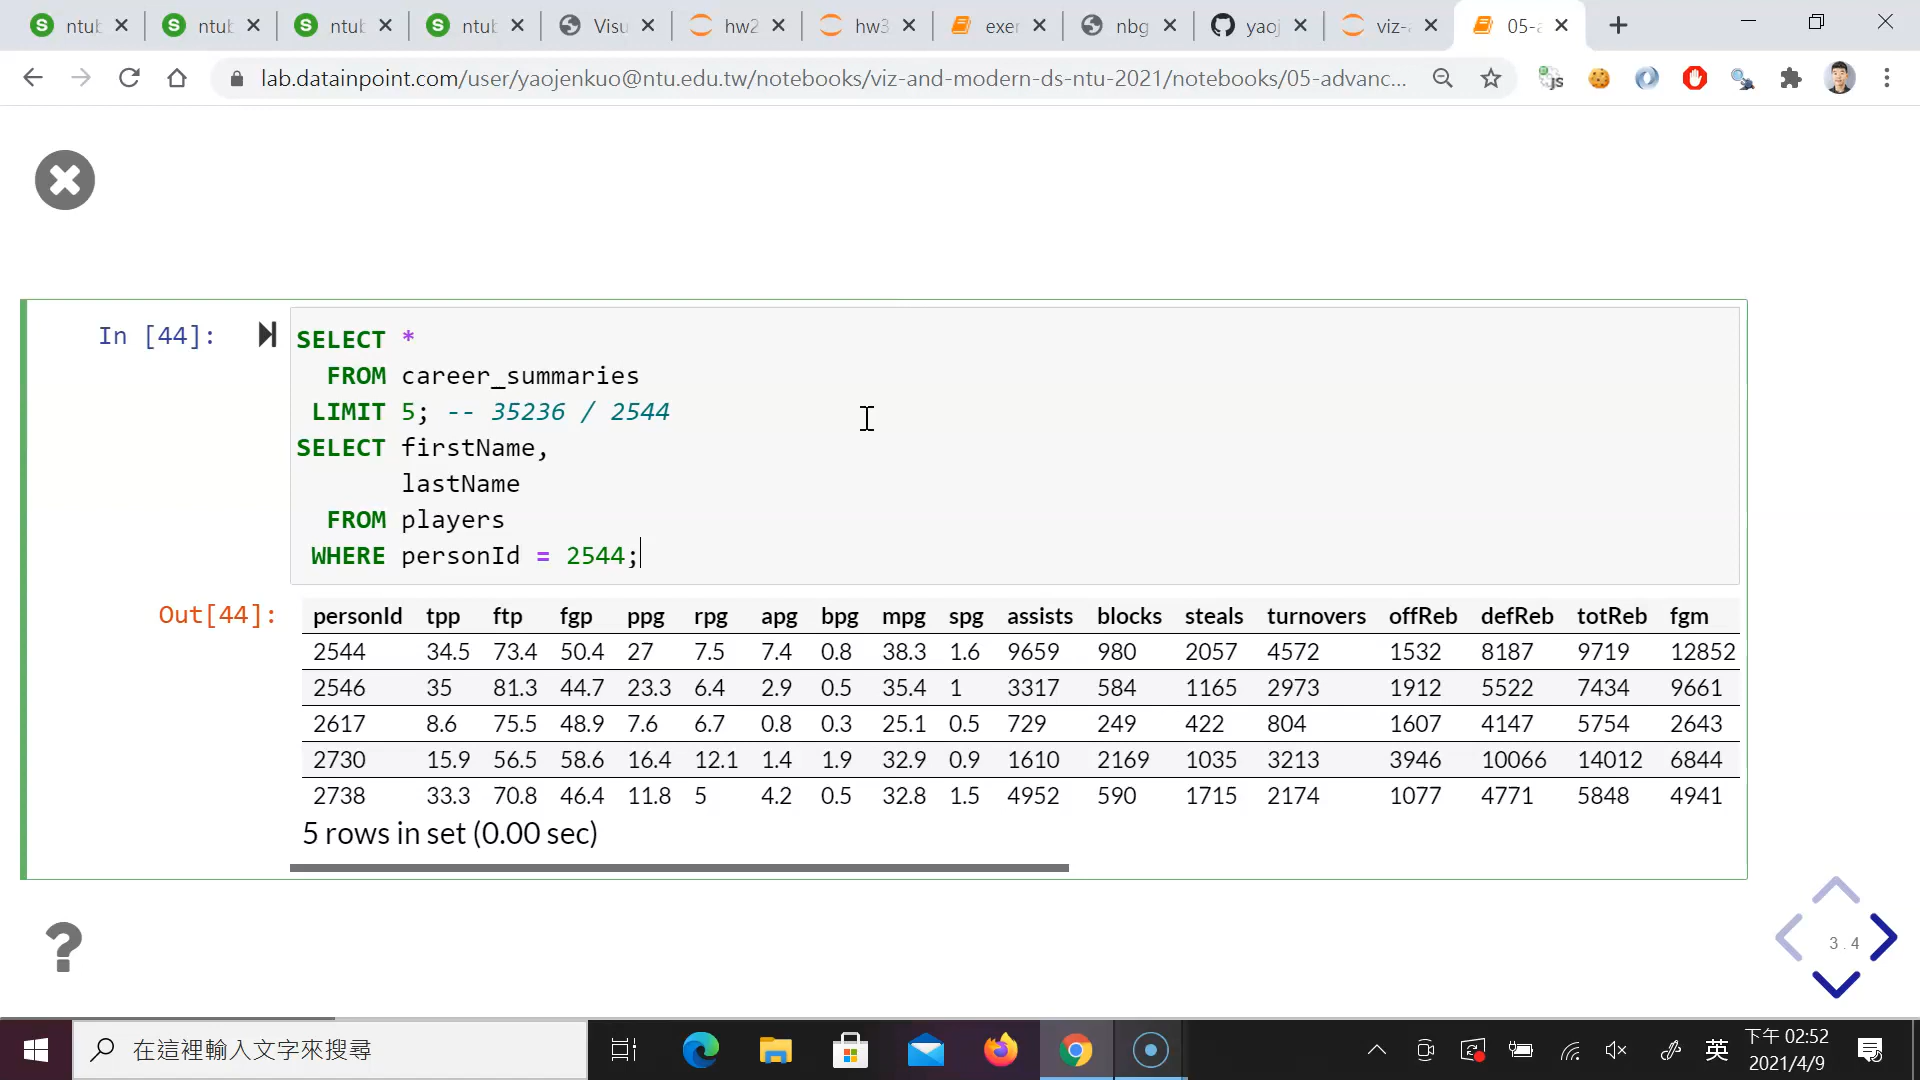 ntub
ntub
ntub
ntub
Visu
hw2
hw3
exer
nbg
yaoj
viz-
05-a
lab.datainpoint.com/user/yaojenkuo@ntu.edu.tw/notebooks/viz-and-modern-ds-ntu-2021/notebooks/05-advanc...
In [44]:
SELECT *
FROM career_summaries
LIMIT 5; -- 35236 / 2544
SELECT firstName,
lastName
FROM players
WHERE personId = 2544;
Out[44]:
personId tpp ftp fgp ppg rpg apg bpg mpg spg assists blocks steals turnovers offReb defReb totReb fgm
2544 34.5 73.4 50.4 27 7.5 7.4 0.8 38.3 1.6 9659 980 2057 4572 1532 8187 9719 12852
2546 35 81.3 44.7 23.3 6.4 2.9 0.5 35.4 1 3317 584 1165 2973 1912 5522 7434 9661
2617 8.6 75.5 48.9 7.6 6.7 0.8 0.3 25.1 0.5 729 249 422 804 1607 4147 5754 2643
2730 15.9 56.5 58.6 16.4 12.1 1.4 1.9 32.9 0.9 1610 2169 1035 3213 3946 10066 14012 6844
2738 33.3 70.8 46.4 11.8 5 4.2 0.5 32.8 1.5 4952 590 1715 2174 1077 4771 5848 4941
5 rows in set (0.00 sec)
3.4
在這裡輸入文字來搜尋
英
下午 02:52
2021/4/9